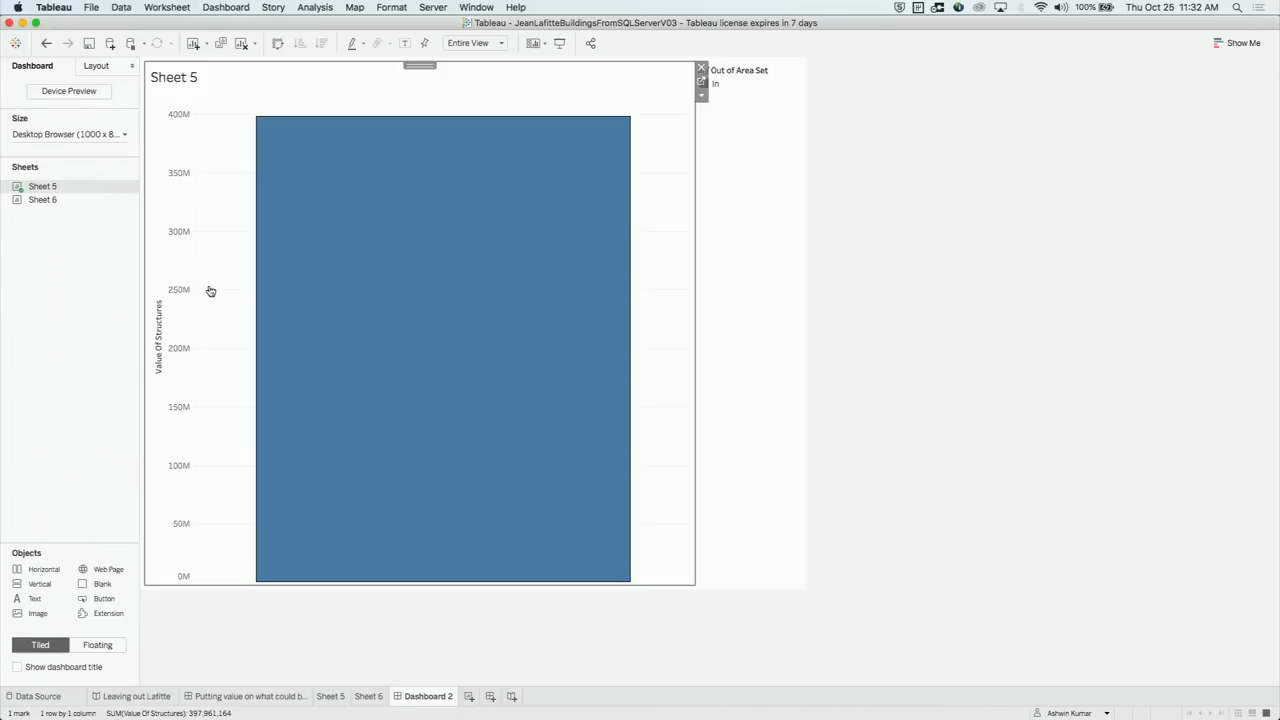 Tableau File Data Worksheet Dashboard Story Analysis Map Format Server Window Help 100% Thu Oct 25 11:32 AM
Tableau - JeanLafitteBuildingsFromSQLServerV03 - Tableau license expires in 7 days
Entire View Show Me
Dashboard Layout
Device Preview
Size
Desktop Browser (1000 x 8...
Sheets
Sheet 5
Sheet 6
Sheet 5
400M
350M
300M
250M
200M
150M
100M
50M
0M
Value Of Structures
Out of Area Set
In
Objects
Horizontal Web Page
Vertical Blank
Text Button
Image Extension
Tiled Floating
Show dashboard title
Data Source Leaving out Lafitte Putting value on what could b... Sheet 5 Sheet 6 Dashboard 2
1 mark 1 row by 1 column SUM(Value Of Structures): 397,961,164 Ashwin Kumar